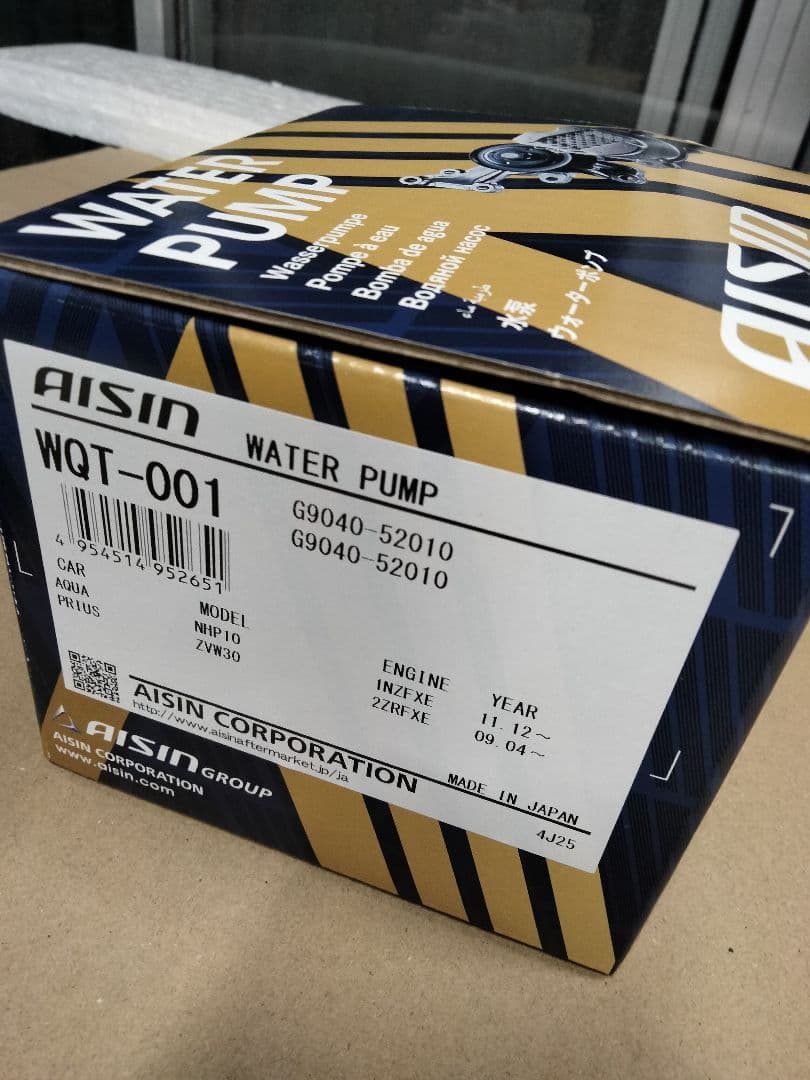 WATER
PUMP
Wasserpumpe
Pompe à eau
Bomba de agua
Водяной насос
水泵
ウォーターポンプ
AISIN
AISIN
WATER PUMP
WQT-001
G9040-52010
G9040-52010
4 954514 952651
CAR MODEL ENGINE YEAR
AQUA NHP10 1NZFXE 11.12~
PRIUS ZVW30 2ZRFXE 09.04~
AISIN CORPORATION
http://www.aisinaftermarket.jp/ja
MADE IN JAPAN
4J25
AISIN GROUP
AISIN CORPORATION
www.aisin.com